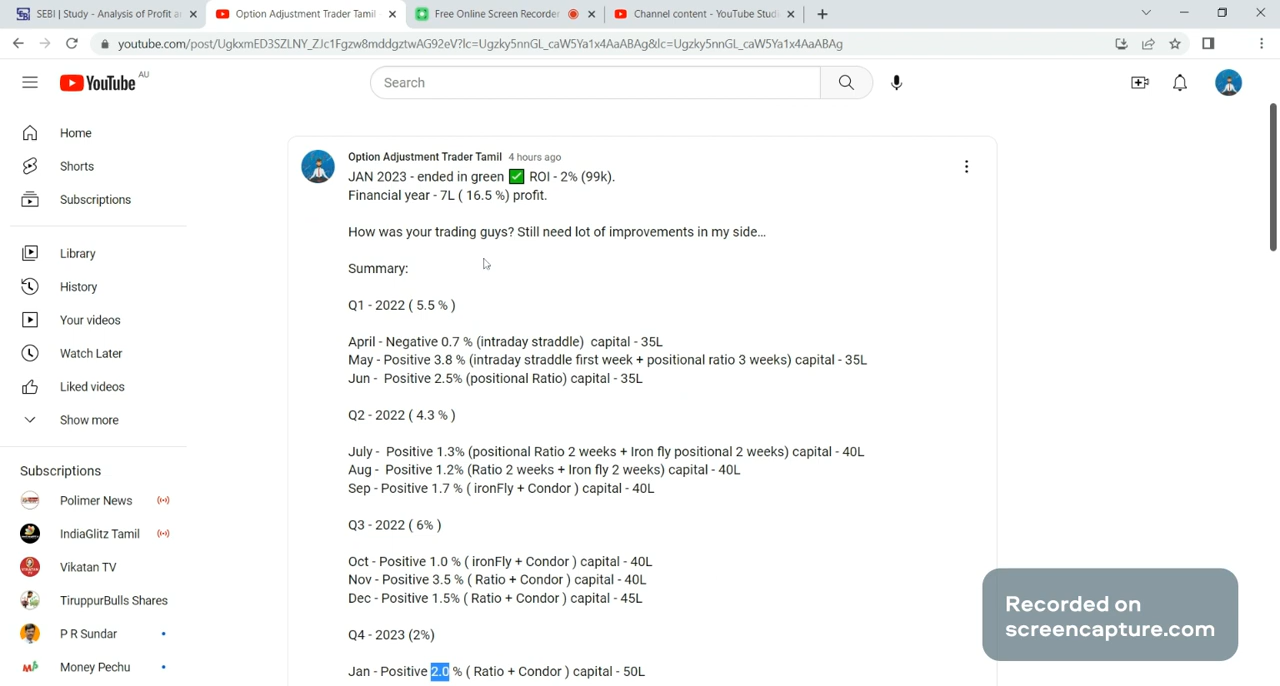 SEBI | Study - Analysis of Profit a
Option Adjustment Trader Tamil
Free Online Screen Recorder
Channel content - YouTube Studi
youtube.com/post/UgkxmED3SZLNY_ZJc1Fgzw8mddgztwAG92eV?lc=Ugzky5nnGL_caW5Ya1x4AaABAg&lc=Ugzky5nnGL_caW5Ya1x4AaABAg
YouTube AU
Search
Home
Shorts
Subscriptions
Library
History
Your videos
Watch Later
Liked videos
Show more
Subscriptions
Polimer News
IndiaGlitz Tamil
Vikatan TV
TiruppurBulls Shares
P R Sundar
Money Pechu
Option Adjustment Trader Tamil 4 hours ago
JAN 2023 - ended in green ✅ ROI - 2% (99k).
Financial year - 7L ( 16.5 %) profit.
How was your trading guys? Still need lot of improvements in my side...
Summary:
Q1 - 2022 ( 5.5 % )
April - Negative 0.7 % (intraday straddle) capital - 35L
May - Positive 3.8 % (intraday straddle first week + positional ratio 3 weeks) capital - 35L
Jun - Positive 2.5% (positional Ratio) capital - 35L
Q2 - 2022 ( 4.3 % )
July - Positive 1.3% (positional Ratio 2 weeks + Iron fly positional 2 weeks) capital - 40L
Aug - Positive 1.2% (Ratio 2 weeks + Iron fly 2 weeks) capital - 40L
Sep - Positive 1.7 % ( ironFly + Condor ) capital - 40L
Q3 - 2022 ( 6% )
Oct - Positive 1.0 % ( ironFly + Condor ) capital - 40L
Nov - Positive 3.5 % ( Ratio + Condor ) capital - 40L
Dec - Positive 1.5% ( Ratio + Condor ) capital - 45L
Q4 - 2023 (2%)
Jan - Positive 2.0 % ( Ratio + Condor ) capital - 50L
Recorded on
screencapture.com